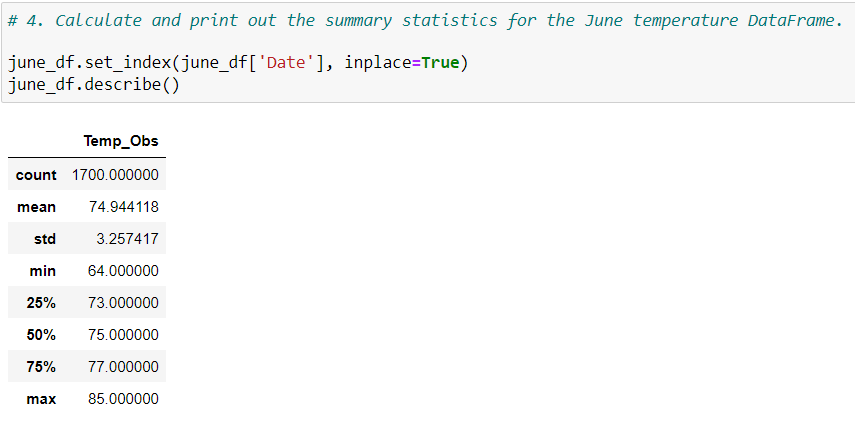 # 4. Calculate and print out the summary statistics for the June temperature DataFrame.
june_df.set_index(june_df['Date'], inplace=True)
june_df.describe()
Temp_Obs
count 1700.000000
mean 74.944118
std 3.257417
min 64.000000
25% 73.000000
50% 75.000000
75% 77.000000
max 85.000000